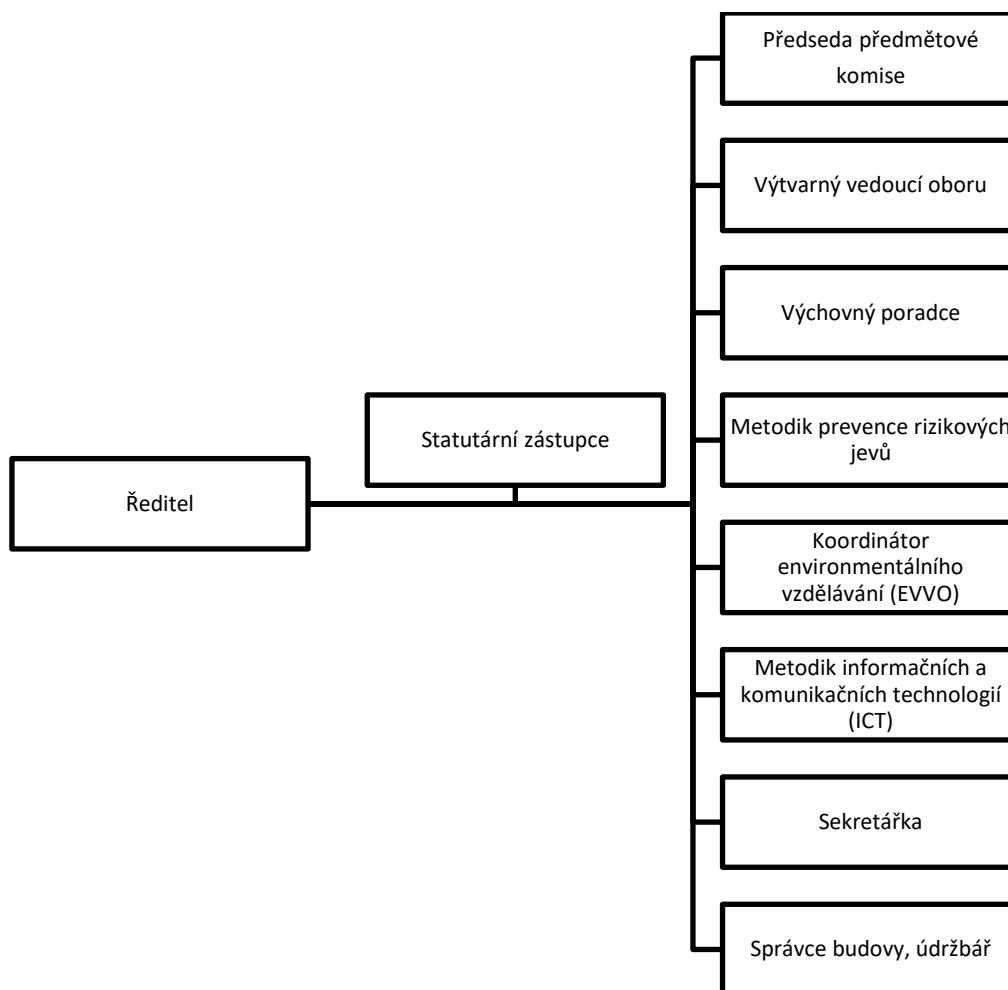 Předseda předmětové
komise
Výtvarný vedoucí oboru
Výchovný poradce
Statutární zástupce
Metodik prevence rizikových
jevů
Ředitel
Koordinátor
environmentálního
vzdělávání (EVVO)
Metodik informačních a
komunikačních technologií
(ICT)
Sekretářka
Správce budovy, údržbář